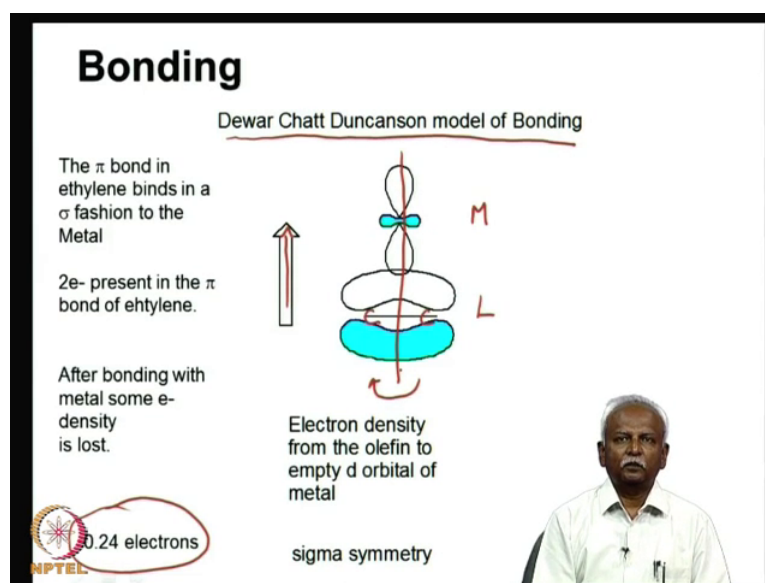 Bonding
Dewar Chatt Duncanson model of Bonding
The π bond in
ethylene binds in a
σ fashion to the
Metal
2e- present in the π
bond of ehtylene.
After bonding with
metal some e-
density
is lost.
0.24 electrons
M
L
Electron density
from the olefin to
empty d orbital of
metal
sigma symmetry
NPTEL